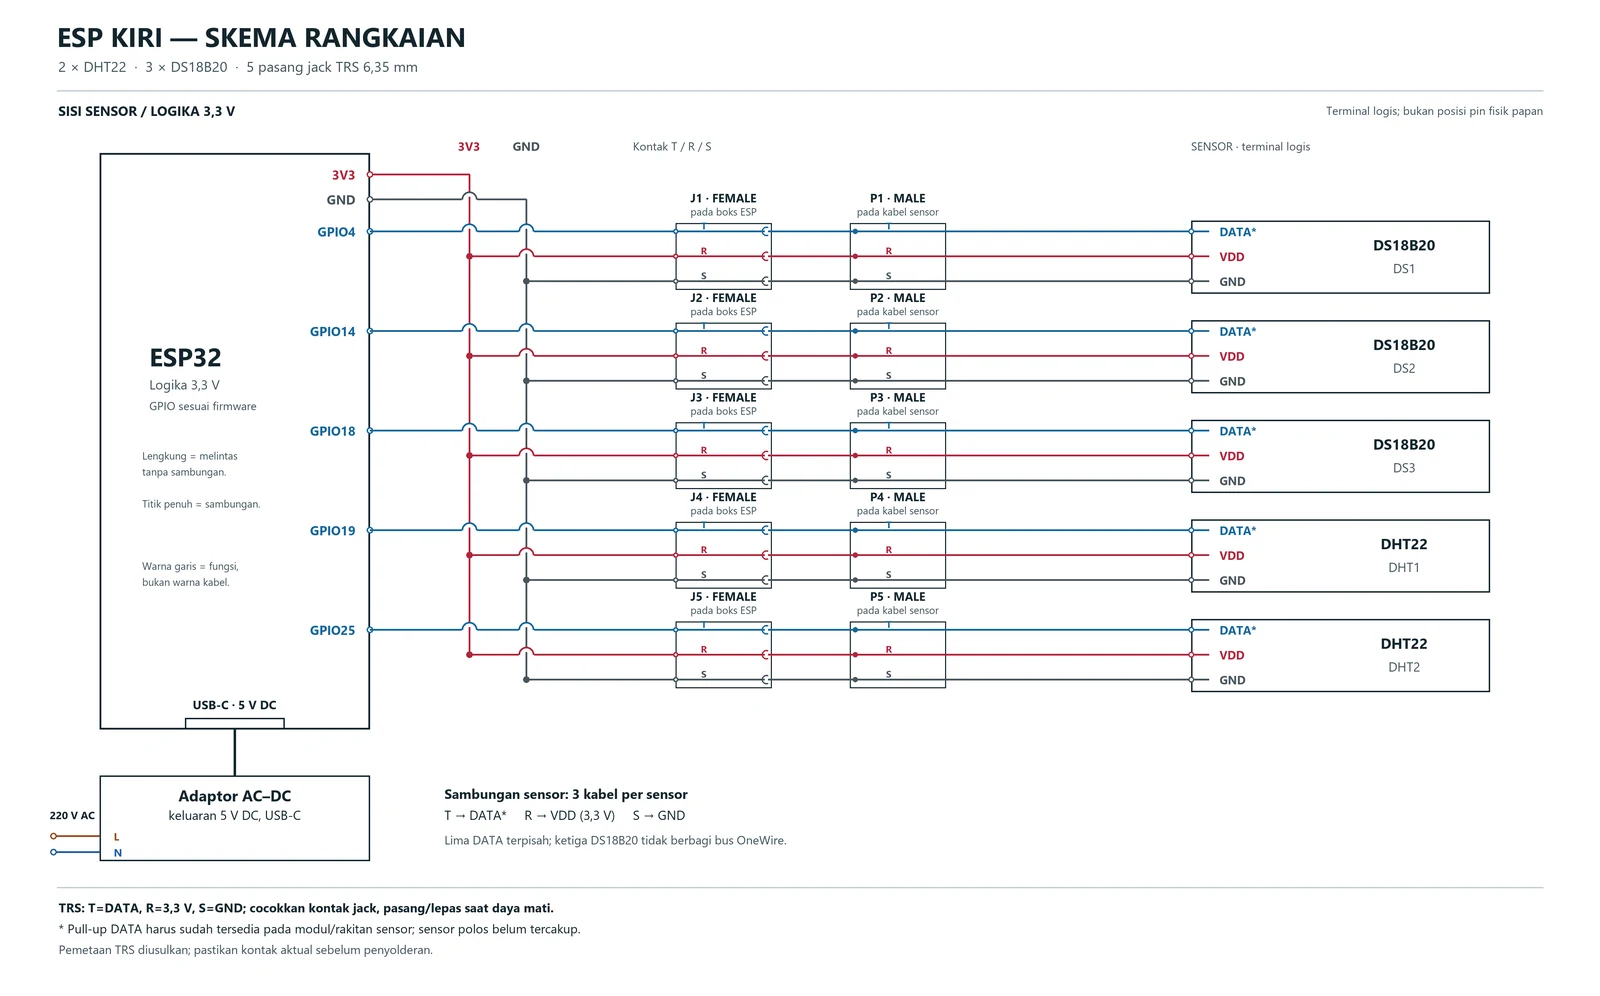 ESP KIRI — SKEMA RANGKAIAN
2 × DHT22 · 3 × DS18B20 · 5 pasang jack TRS 6,35 mm
SISI SENSOR / LOGIKA 3,3 V
Terminal logis; bukan posisi pin fisik papan
3V3
GND
Kontak T / R / S
SENSOR · terminal logis
3V3
GND
GPIO4
GPIO14
GPIO18
GPIO19
GPIO25
ESP32
Logika 3,3 V
GPIO sesuai firmware
Lengkung = melintas
tanpa sambungan.
Titik penuh = sambungan.
Warna garis = fungsi,
bukan warna kabel.
USB-C · 5 V DC
J1 · FEMALE
pada boks ESP
R
S
P1 · MALE
pada kabel sensor
R
S
DATA*
VDD
GND
DS18B20
DS1
J2 · FEMALE
pada boks ESP
R
S
P2 · MALE
pada kabel sensor
R
S
DATA*
VDD
GND
DS18B20
DS2
J3 · FEMALE
pada boks ESP
R
S
P3 · MALE
pada kabel sensor
R
S
DATA*
VDD
GND
DS18B20
DS3
J4 · FEMALE
pada boks ESP
R
S
P4 · MALE
pada kabel sensor
R
S
DATA*
VDD
GND
DHT22
DHT1
J5 · FEMALE
pada boks ESP
R
S
P5 · MALE
pada kabel sensor
R
S
DATA*
VDD
GND
DHT22
DHT2
Adaptor AC–DC
keluaran 5 V DC, USB-C
220 V AC
L
N
Sambungan sensor: 3 kabel per sensor
T → DATA* R → VDD (3,3 V) S → GND
Lima DATA terpisah; ketiga DS18B20 tidak berbagi bus OneWire.
TRS: T=DATA, R=3,3 V, S=GND; cocokkan kontak jack, pasang/lepas saat daya mati.
* Pull-up DATA harus sudah tersedia pada modul/rakitan sensor; sensor polos belum tercakup.
Pemetaan TRS diusulkan; pastikan kontak aktual sebelum penyolderan.